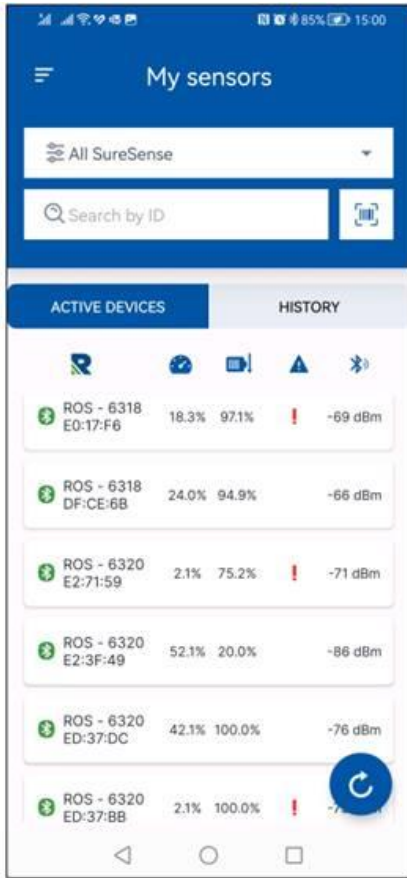 85% 15:00
My sensors
All SureSense
Search by ID
ACTIVE DEVICES HISTORY
ROS - 6318
E0:17:F6 18.3% 97.1% ! -69 dBm
ROS - 6318
DF:CE:6B 24.0% 94.9% -66 dBm
ROS - 6320
E2:71:59 2.1% 75.2% ! -71 dBm
ROS - 6320
E2:3F:49 52.1% 20.0% -86 dBm
ROS - 6320
ED:37:DC 42.1% 100.0% -76 dBm
ROS - 6320
ED:37:BB 2.1% 100.0% !